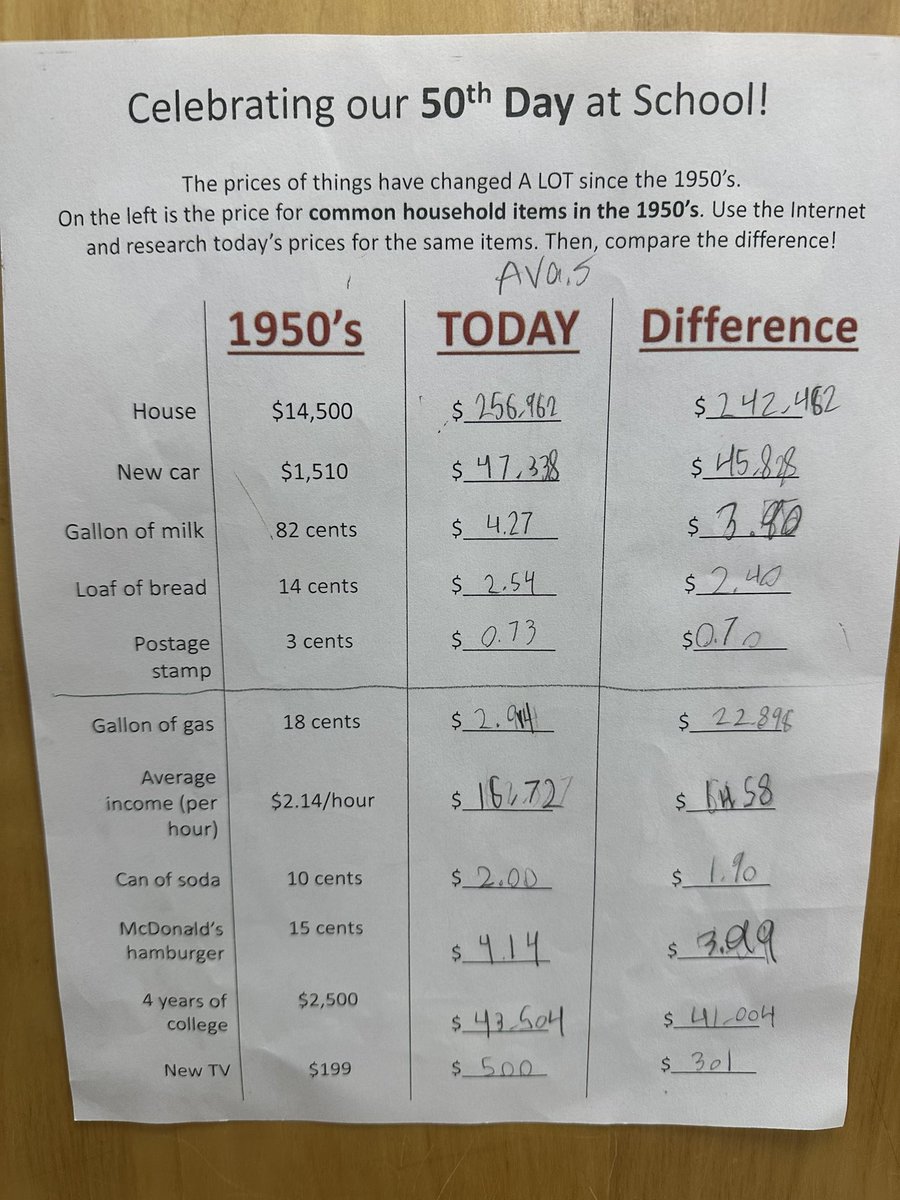 Celebrating our 50th Day at School!
The prices of things have changed A LOT since the 1950's.
On the left is the price for common household items in the 1950's. Use the Internet
and research today's prices for the same items. Then, compare the difference!
Ava.S
1950's TODAY Difference
House $14,500 $ 256,962 $ 242,462
New car $1,510 $ 47,338 $ 45,828
Gallon of milk 82 cents $ 4.27 $
Loaf of bread 14 cents $ 2.54 $ 2.40
Postage 3 cents $ 0.73 $0.70
stamp
Gallon of gas 18 cents $ $
Average
income (per $2.14/hour $ $
hour)
Can of soda 10 cents $ 2.00 $ 1.90
McDonald's 15 cents
hamburger $ 4.14 $ 3.99
4 years of $2,500
college $ 43,504 $ 41,004
New TV $199 $ 500 $ 301